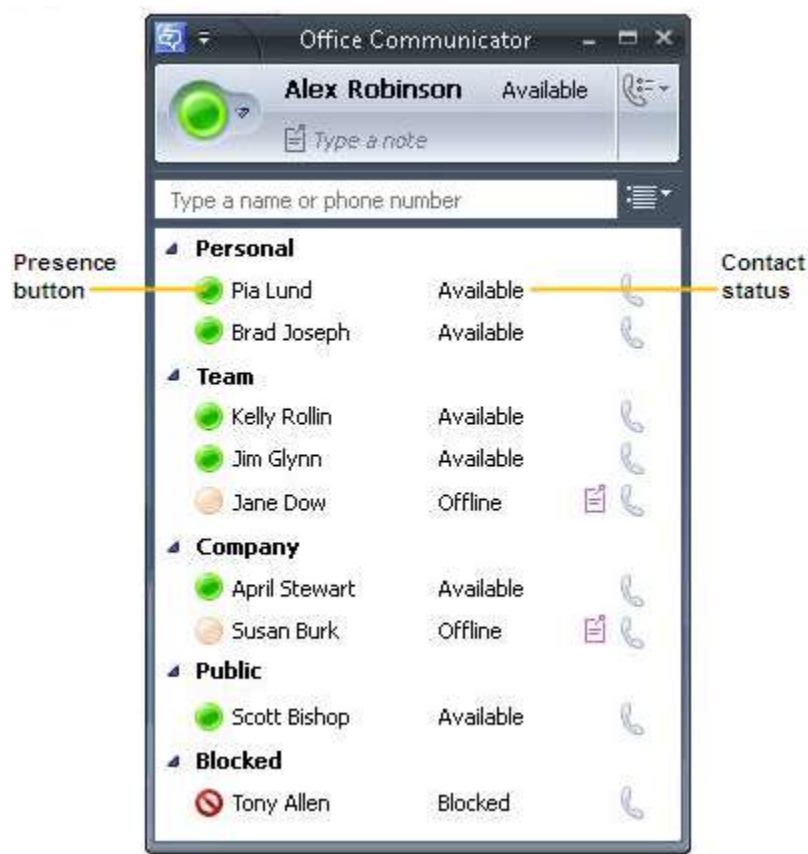 Office Communicator
Alex Robinson Available
Type a note
Type a name or phone number
Personal
Presence button
Pia Lund Available
Contact status
Brad Joseph Available
Team
Kelly Rollin Available
Jim Glynn Available
Jane Dow Offline
Company
April Stewart Available
Susan Burk Offline
Public
Scott Bishop Available
Blocked
Tony Allen Blocked